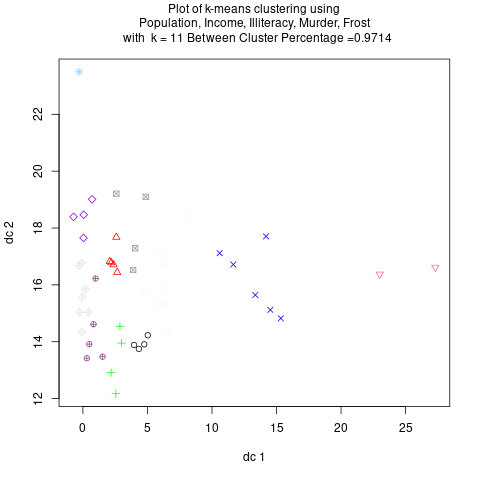 Plot of k-means clustering using
Population, Income, Illiteracy, Murder, Frost
with k = 11 Between Cluster Percentage =0.9714
22
20
18
16
14
12
dc 2
0 5 10 15 20 25
dc 1